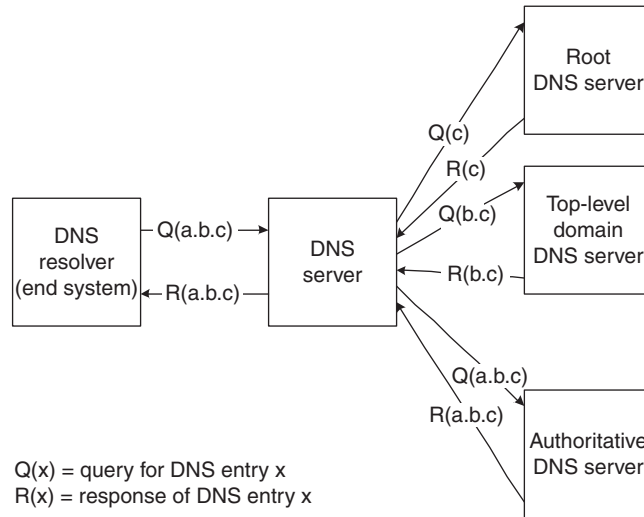 Root
DNS server
Q(c)
R(c)
Q(b.c)
Top-level
domain
DNS server
R(b.c)
DNS
resolver
(end system)
Q(a.b.c)
R(a.b.c)
DNS
server
Q(a.b.c)
R(a.b.c)
Authoritative
DNS server
Q(x) = query for DNS entry x
R(x) = response of DNS entry x